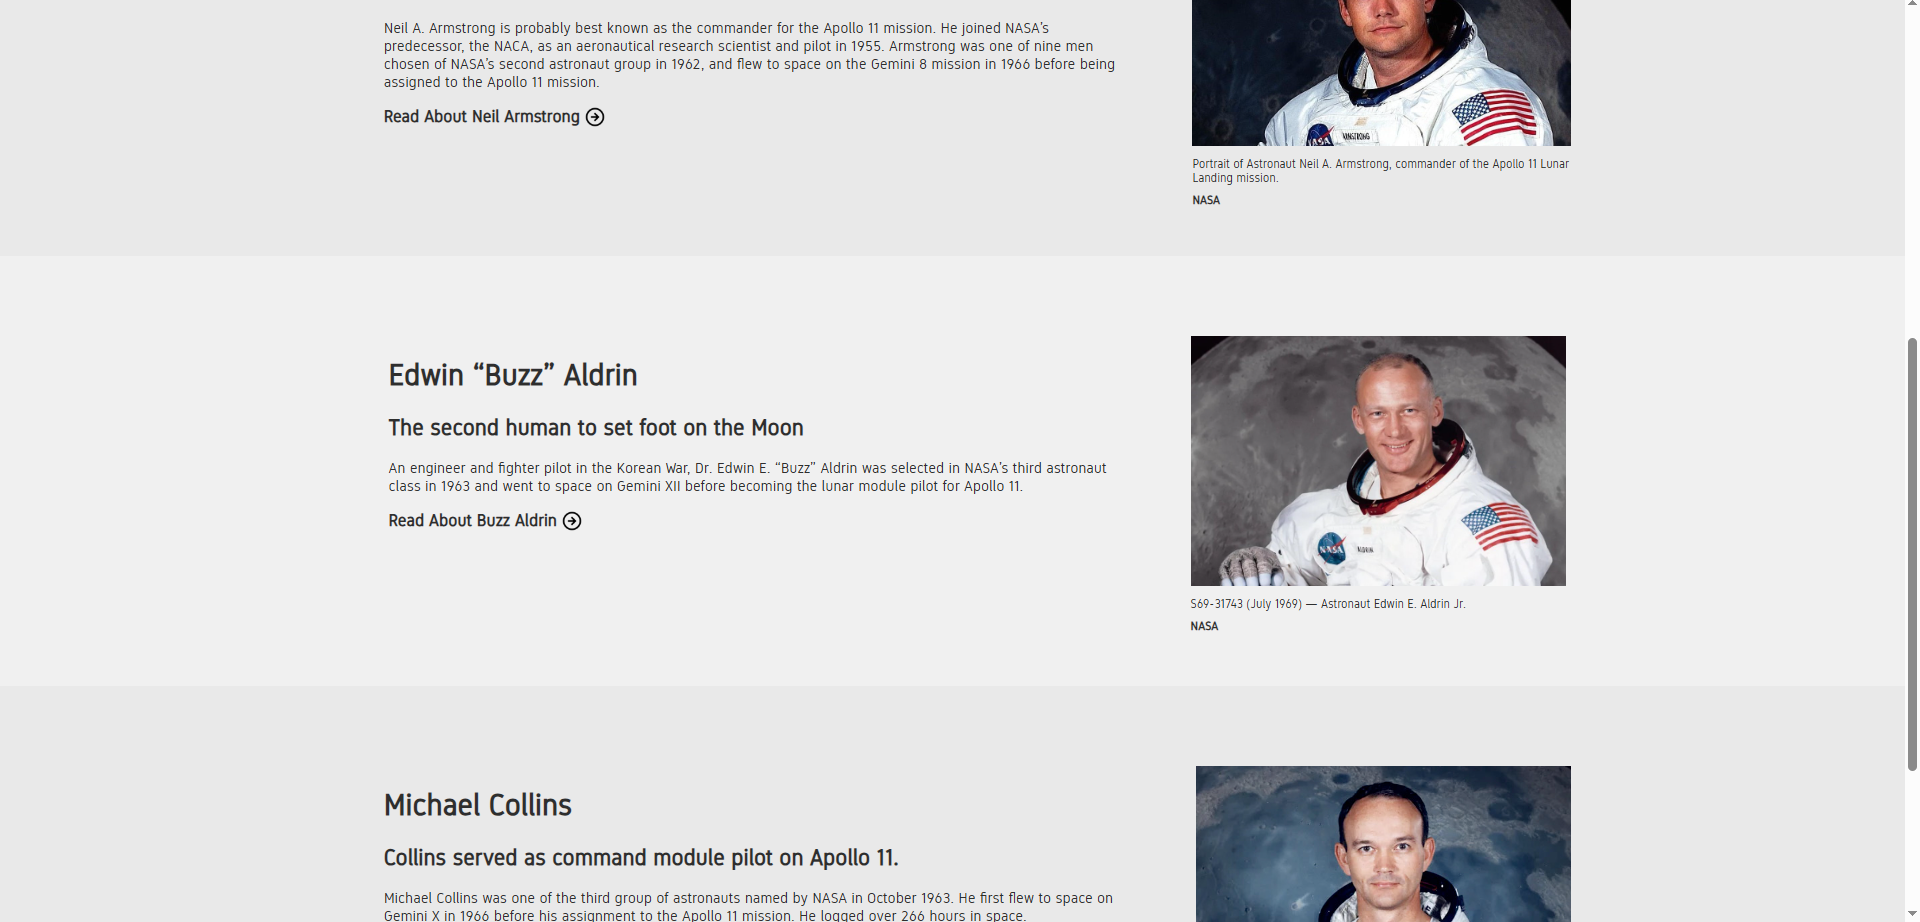 Neil A. Armstrong is probably best known as the commander for the Apollo 11 mission. He joined NASA’s
predecessor, the NACA, as an aeronautical research scientist and pilot in 1955. Armstrong was one of nine men
chosen of NASA’s second astronaut group in 1962, and flew to space on the Gemini 8 mission in 1966 before being
assigned to the Apollo 11 mission.
Read About Neil Armstrong
NASA
ARMSTRONG
Portrait of Astronaut Neil A. Armstrong, commander of the Apollo 11 Lunar
Landing mission.
NASA
Edwin “Buzz” Aldrin
The second human to set foot on the Moon
An engineer and fighter pilot in the Korean War, Dr. Edwin E. “Buzz” Aldrin was selected in NASA’s third astronaut
class in 1963 and went to space on Gemini XII before becoming the lunar module pilot for Apollo 11.
Read About Buzz Aldrin
NASA
ALDRIN
S69-31743 (July 1969) — Astronaut Edwin E. Aldrin Jr.
NASA
Michael Collins
Collins served as command module pilot on Apollo 11.
Michael Collins was one of the third group of astronauts named by NASA in October 1963. He first flew to space on
Gemini X in 1966 before his assignment to the Apollo 11 mission. He logged over 266 hours in space.